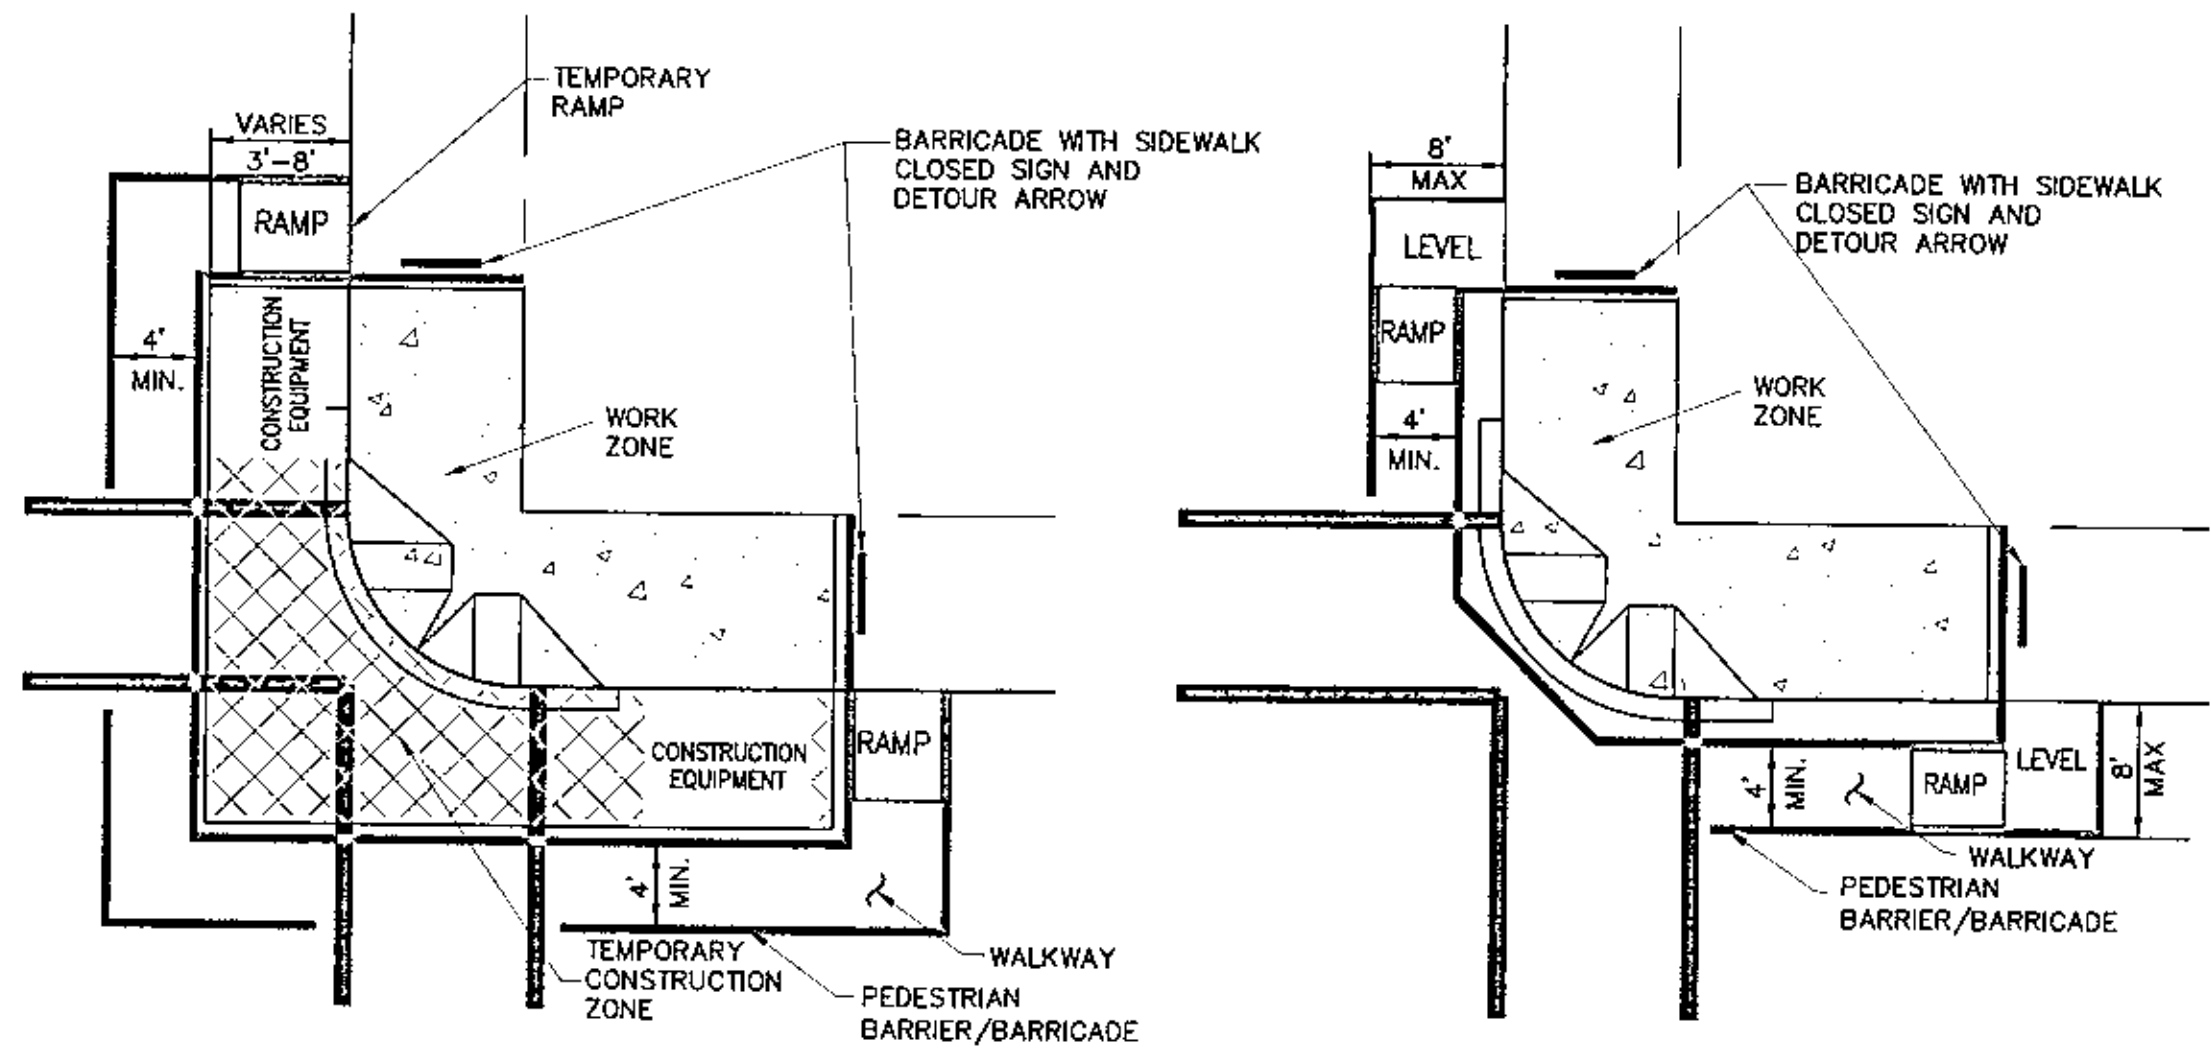 TEMPORARY
RAMP
VARIES
3'-8'
RAMP
BARRICADE WITH SIDEWALK
CLOSED SIGN AND
DETOUR ARROW
CONSTRUCTION
EQUIPMENT
4'
MIN.
WORK
ZONE
RAMP
CONSTRUCTION
EQUIPMENT
4'
MIN.
TEMPORARY
CONSTRUCTION
ZONE
WALKWAY
PEDESTRIAN
BARRIER/BARRICADE
8'
MAX
BARRICADE WITH SIDEWALK
CLOSED SIGN AND
DETOUR ARROW
LEVEL
RAMP
4'
MIN.
WORK
ZONE
4'
MIN.
RAMP
LEVEL
8'
MAX
WALKWAY
PEDESTRIAN
BARRIER/BARRICADE